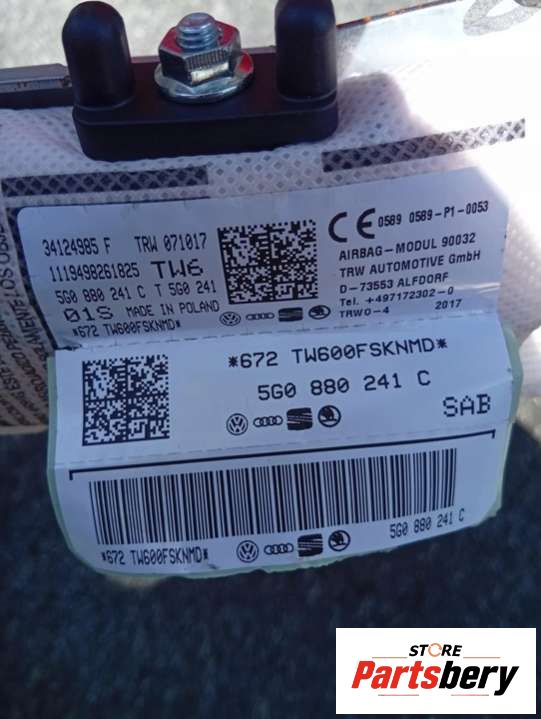 34124985 F TRW 071017
1119498261825 TW6
5G0 880 241 C T 5G0 241
01S MADE IN POLAND
*672 TW600FSKNMD*
CE 0589 0589-P1-0053
AIRBAG-MODUL 90032
TRW AUTOMOTIVE GmbH
D-73553 ALFDORF
Tel. +497172302-0
TRWO-4 2017
*672 TW600FSKNMD*
5G0 880 241 C
SAB
*672 TW600FSKNMD*
5G0 880 241 C
STORE
Partsbery